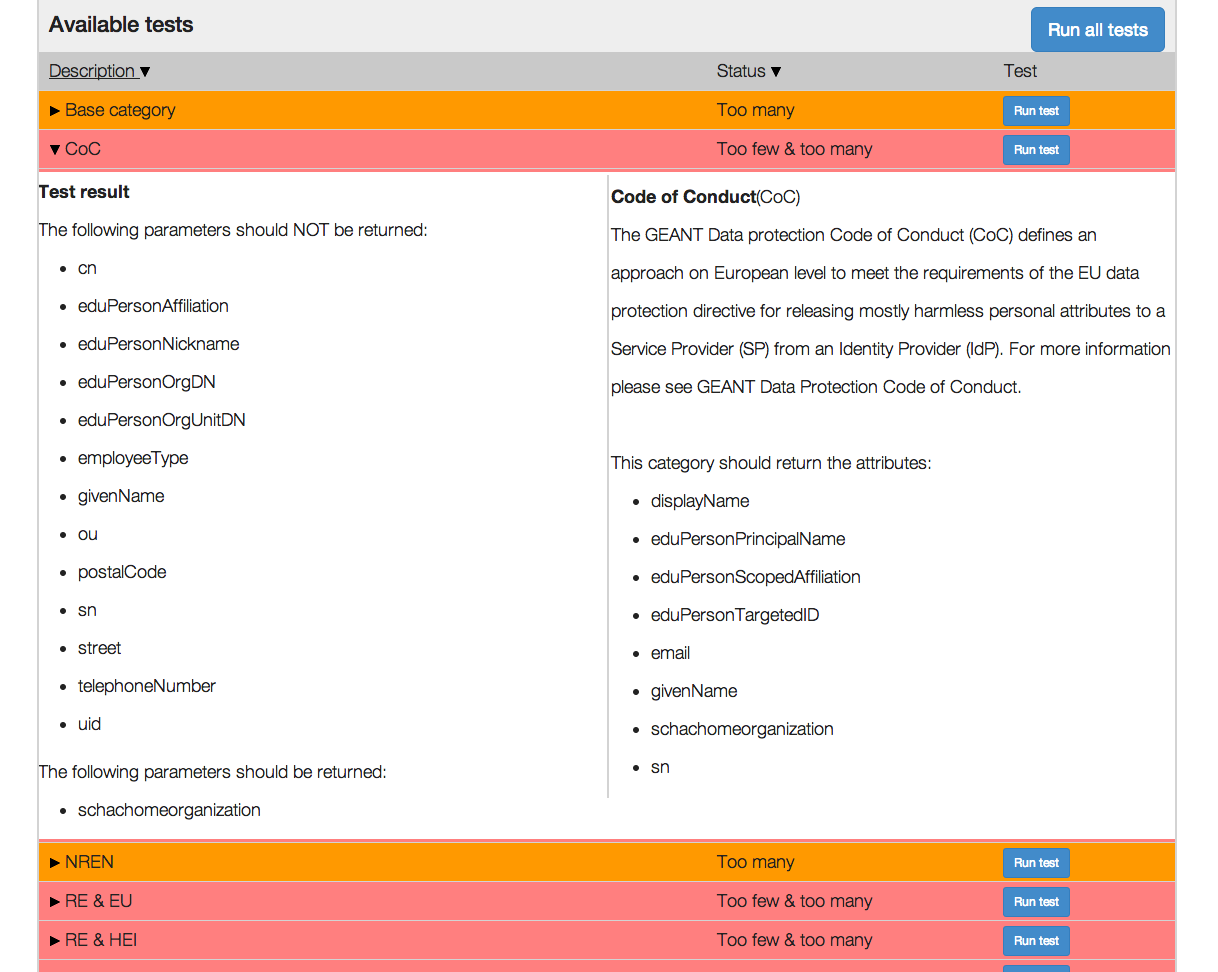 Available tests
Run all tests
Description ▼ Status ▼ Test
▶ Base category Too many Run test
▼ CoC Too few & too many Run test
Test result
The following parameters should NOT be returned:
• cn
• eduPersonAffiliation
• eduPersonNickname
• eduPersonOrgDN
• eduPersonOrgUnitDN
• employeeType
• givenName
• ou
• postalCode
• sn
• street
• telephoneNumber
• uid
The following parameters should be returned:
• schachomeorganization
Code of Conduct(CoC)
The GEANT Data protection Code of Conduct (CoC) defines an
approach on European level to meet the requirements of the EU data
protection directive for releasing mostly harmless personal attributes to a
Service Provider (SP) from an Identity Provider (IdP). For more information
please see GEANT Data Protection Code of Conduct.
This category should return the attributes:
• displayName
• eduPersonPrincipalName
• eduPersonScopedAffiliation
• eduPersonTargetedID
• email
• givenName
• schachomeorganization
• sn
▶ NREN Too many Run test
▶ RE & EU Too few & too many Run test
▶ RE & HEI Too few & too many Run test